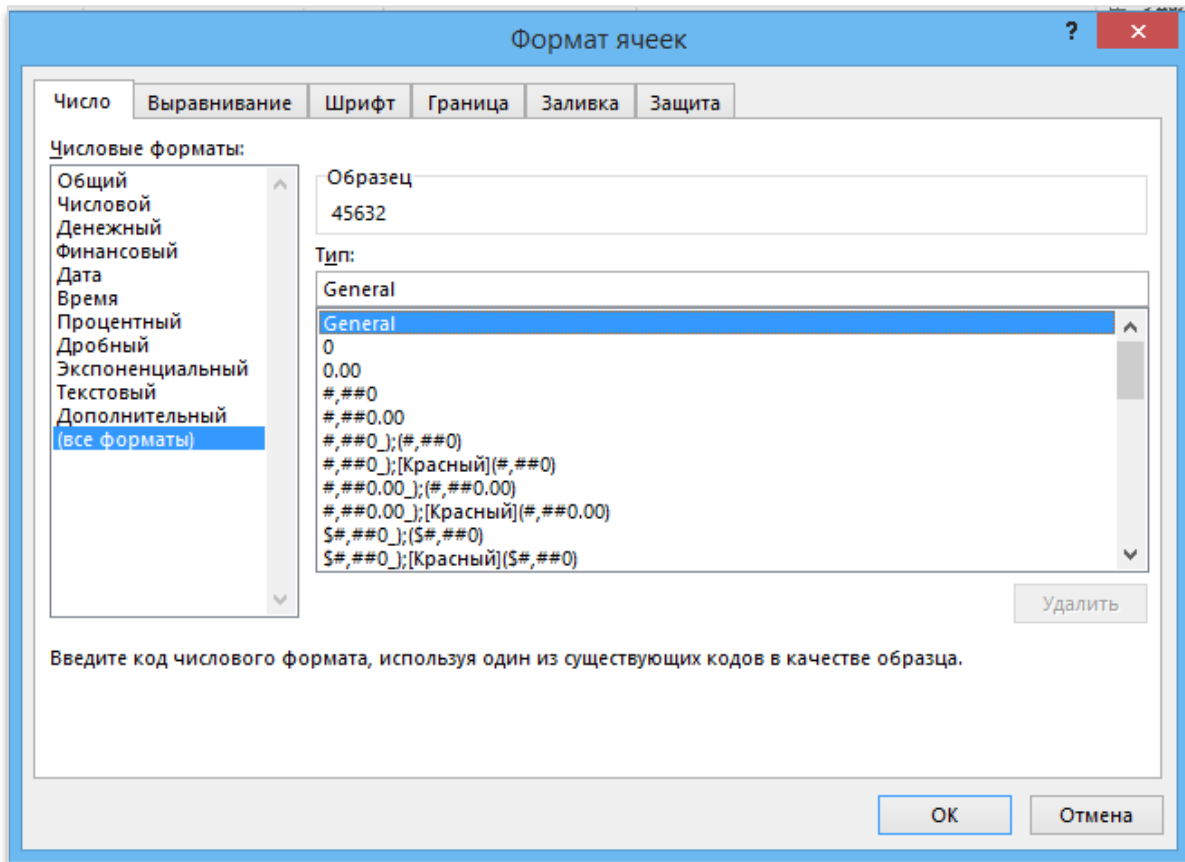 Формат ячеек
?
Число Выравнивание Шрифт Граница Заливка Защита
Числовые форматы:
Общий
Числовой
Денежный
Финансовый
Дата
Время
Процентный
Дробный
Экспоненциальный
Текстовый
Дополнительный
(все форматы)
Образец
45632
Тип:
General
General
0
0.00
#,##0
#,##0.00
#,##0_);(#,##0)
#,##0_);[Красный](#,##0)
#,##0.00_);(#,##0.00)
#,##0.00_);[Красный](#,##0.00)
$#,##0_);($#,##0)
$#,##0_);[Красный]($#,##0)
Удалить
Введите код числового формата, используя один из существующих кодов в качестве образца.
ОК Отмена